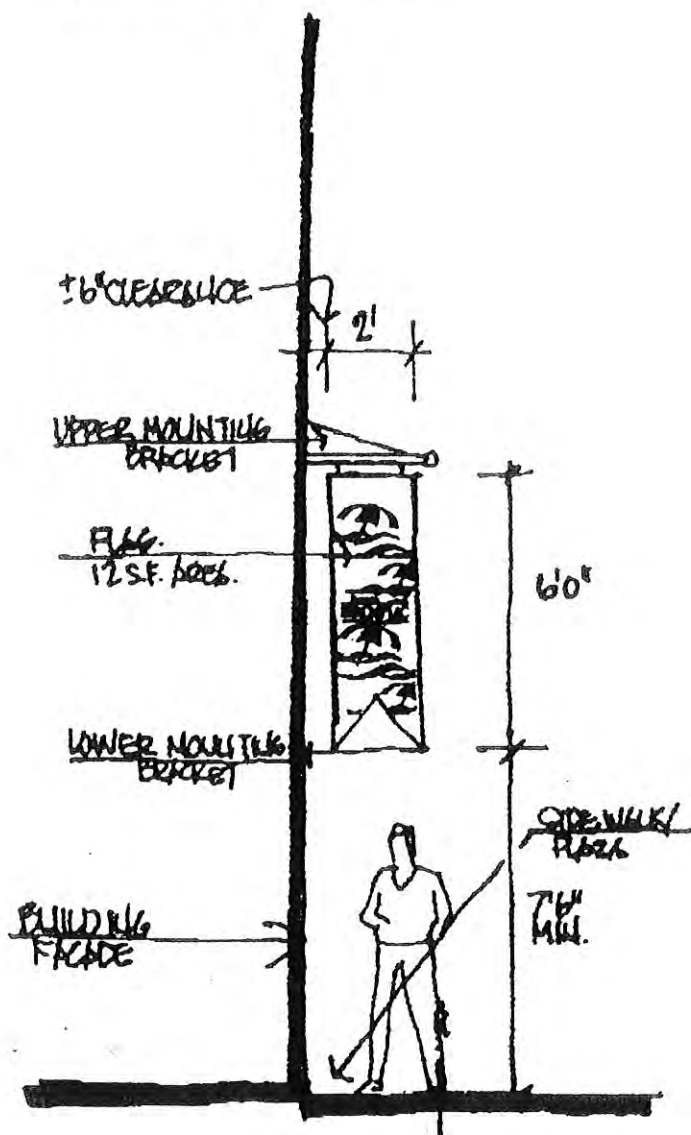 ±6" CLEARANCE
2'
UPPER MOUNTING
BRACKET
FLAG.
12 S.F. AREA.
6'0"
LOWER MOUNTING
BRACKET
SIDEWALK/
PLAZA
7'6"
MIN.
BUILDING
FACADE